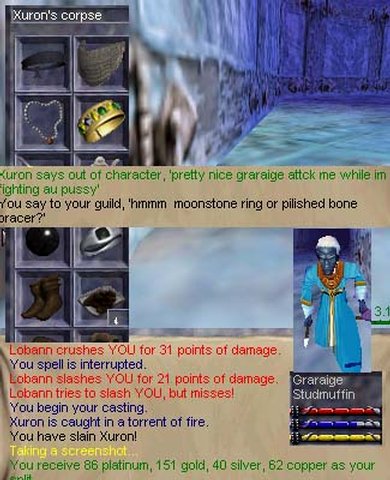 Xuron's corpse
Xuron says out of character, 'pretty nice graraige attck me while im
fighting au pussy'
You say to your guild, 'hmmm  moonstone ring or pilished bone
bracer?'
4
3.1
Lobann crushes YOU for 31 points of damage.
You spell is interrupted.
Lobann slashes YOU for 21 points of damage.
Lobann tries to slash YOU, but misses!
You begin your casting.
Xuron is caught in a torrent of fire.
You have slain Xuron!
Taking a screenshot...
You receive 86 platinum, 151 gold, 40 silver, 62 copper as your
split.
Graraige
Studmuffin